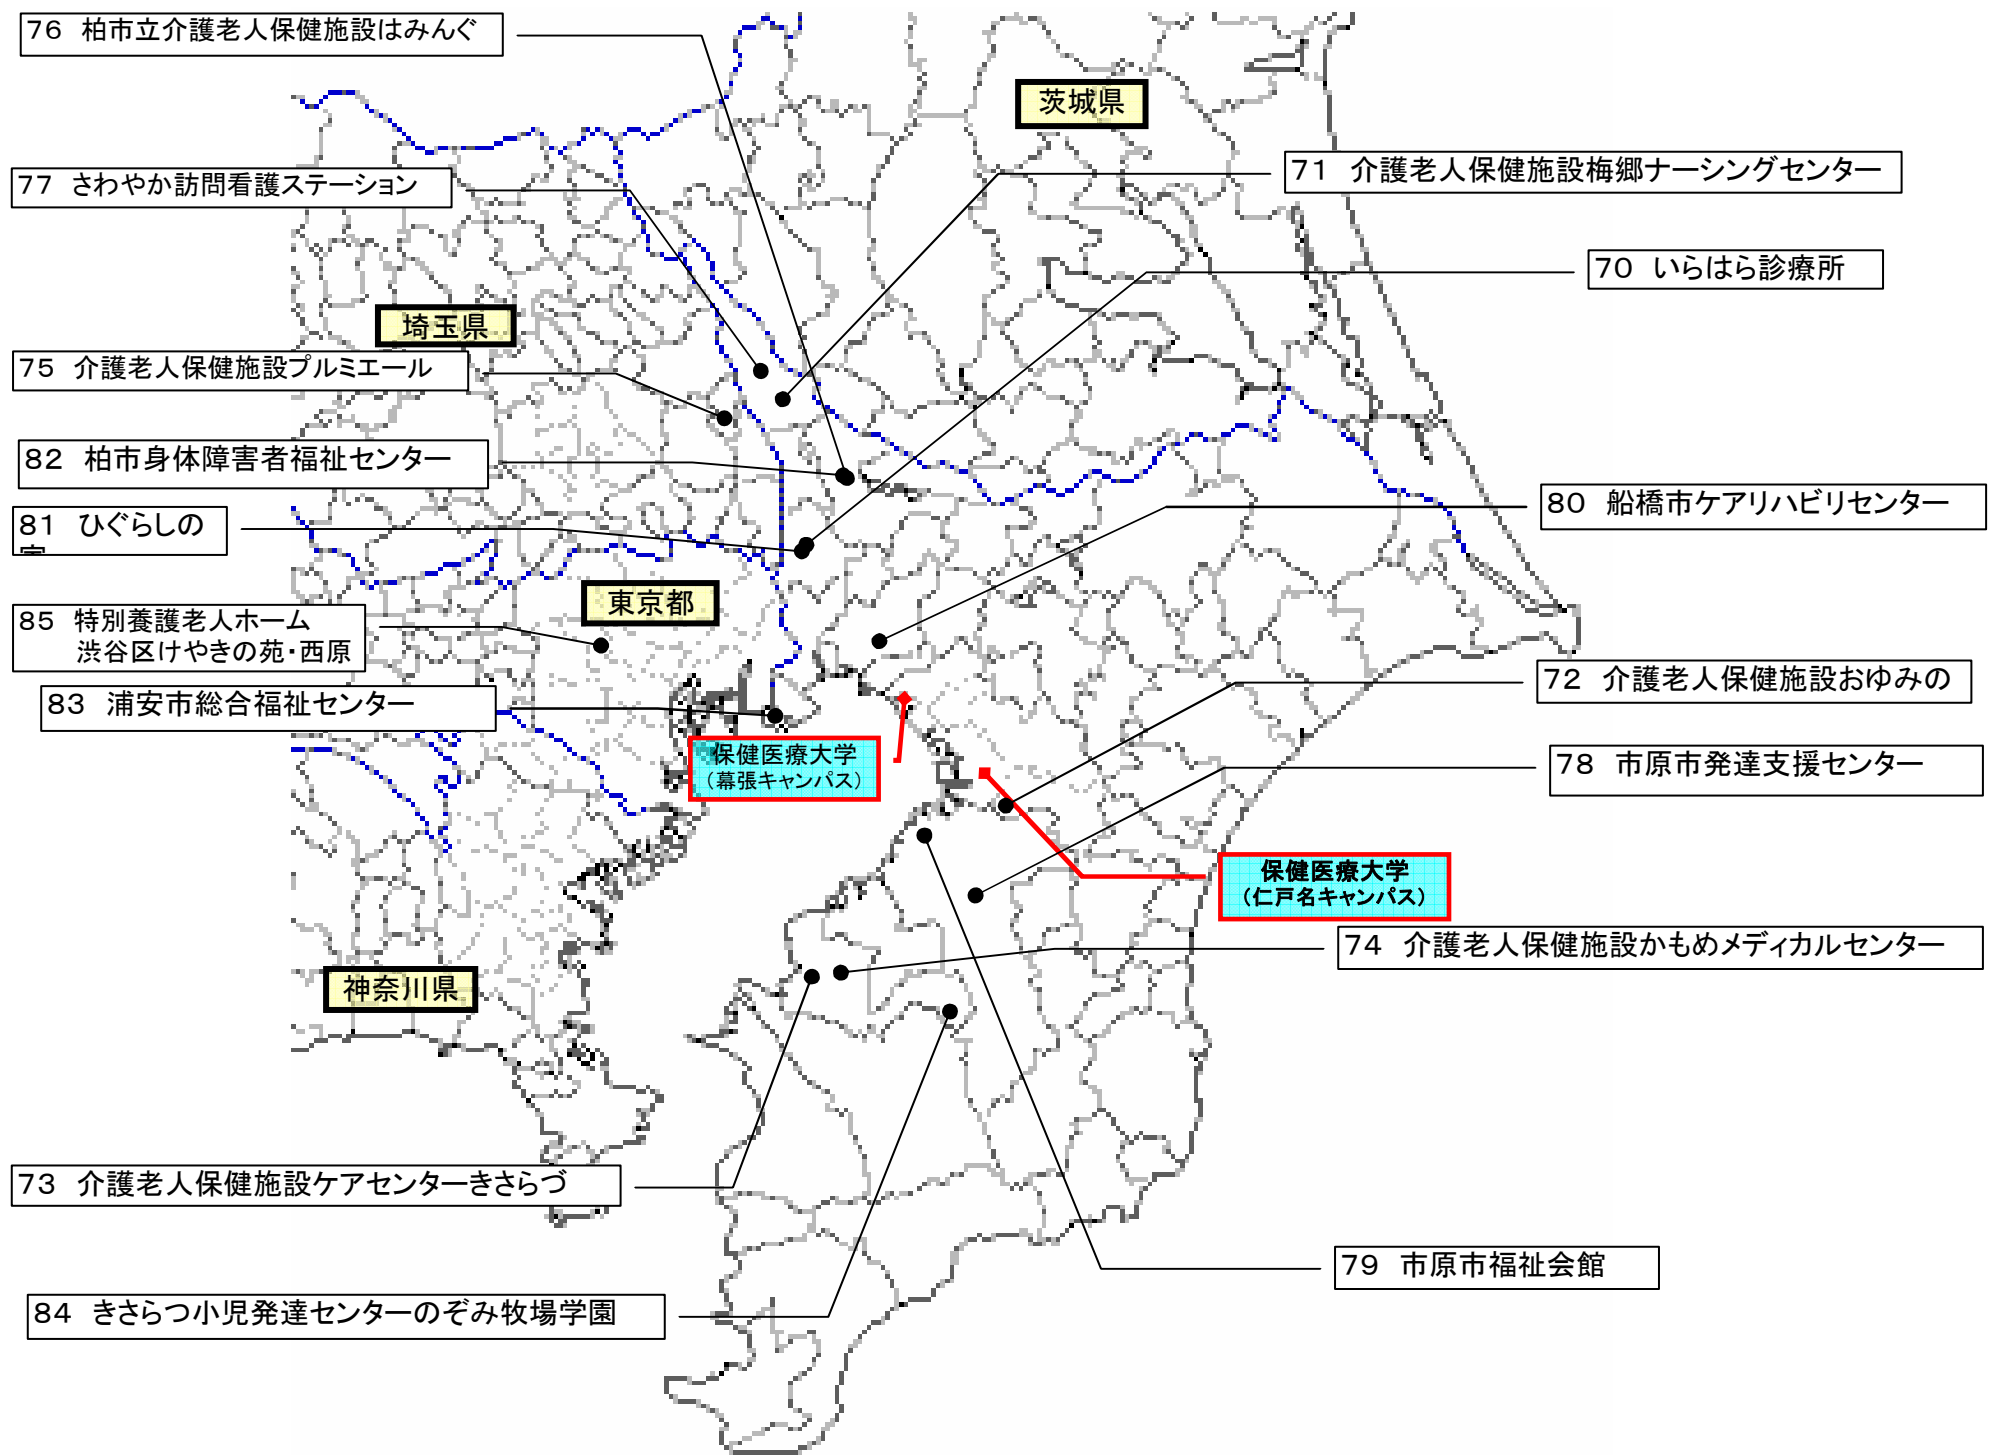 76　柏市立介護老人保健施設はみんぐ
茨城県
71　介護老人保健施設梅郷ナーシングセンター
77　さわやか訪問看護ステーション
70　いらはら診療所
埼玉県
75　介護老人保健施設プルミエール
82　柏市身体障害者福祉センター
80　船橋市ケアリハビリセンター
81　ひぐらしの
東京都
85　特別養護老人ホーム
渋谷区けやきの苑・西原
72　介護老人保健施設おゆみの
83　浦安市総合福祉センター
保健医療大学
（幕張キャンパス）
78　市原市発達支援センター
保健医療大学
（仁戸名キャンパス）
74　介護老人保健施設かもめメディカルセンター
神奈川県
73　介護老人保健施設ケアセンターきさらづ
79　市原市福祉会館
84　きさらつ小児発達センターのぞみ牧場学園